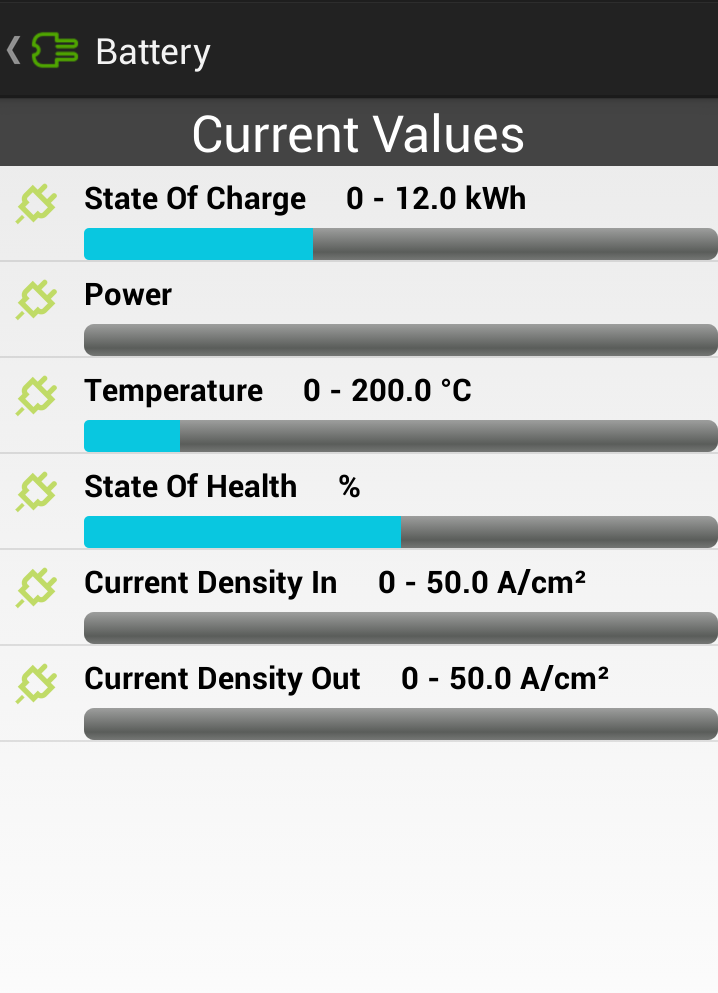 Battery
Current Values
State Of Charge 0 - 12.0 kWh
Power
Temperature 0 - 200.0 °C
State Of Health %
Current Density In 0 - 50.0 A/cm²
Current Density Out 0 - 50.0 A/cm²